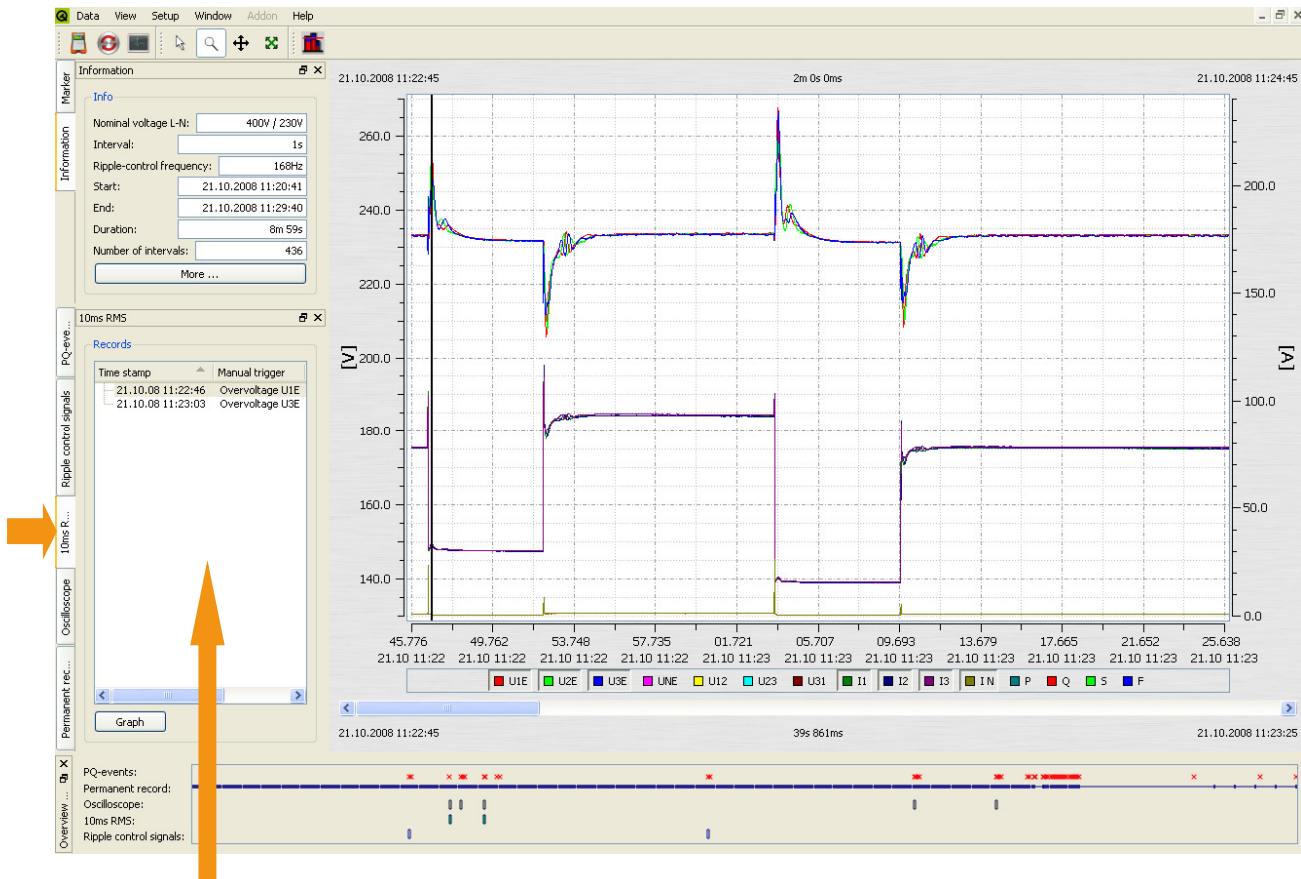 Data View Setup Window Addon Help
Information
Info
Nominal voltage L-N: 400V / 230V
Interval: 1s
Ripple-control frequency: 168Hz
Start: 21.10.2008 11:20:41
End: 21.10.2008 11:29:40
Duration: 8m 59s
Number of intervals: 436
More ...
Marker
Information
10ms RMS
Records
Time stamp Manual trigger
21.10.08 11:22:46 Overvoltage U1E
21.10.08 11:23:03 Overvoltage U3E
Graph
PQ-eve...
Ripple control signals
10ms R...
Oscilloscope
Permanent rec...
21.10.2008 11:22:45 2m 0s 0ms 21.10.2008 11:24:45
260.0
240.0
220.0
200.0
180.0
160.0
140.0
[V]
200.0
150.0
100.0
50.0
0.0
[A]
45.776 49.762 53.748 57.735 01.721 05.707 09.693 13.679 17.665 21.652 25.638
21.10 11:22 21.10 11:22 21.10 11:22 21.10 11:22 21.10 11:23 21.10 11:23 21.10 11:23 21.10 11:23 21.10 11:23 21.10 11:23 21.10 11:23
U1E U2E U3E UNE U12 U23 U31 I1 I2 I3 I N P Q S F
21.10.2008 11:22:45 39s 861ms 21.10.2008 11:23:25
Overview ...
PQ-events:
Permanent record:
Oscilloscope:
10ms RMS:
Ripple control signals: